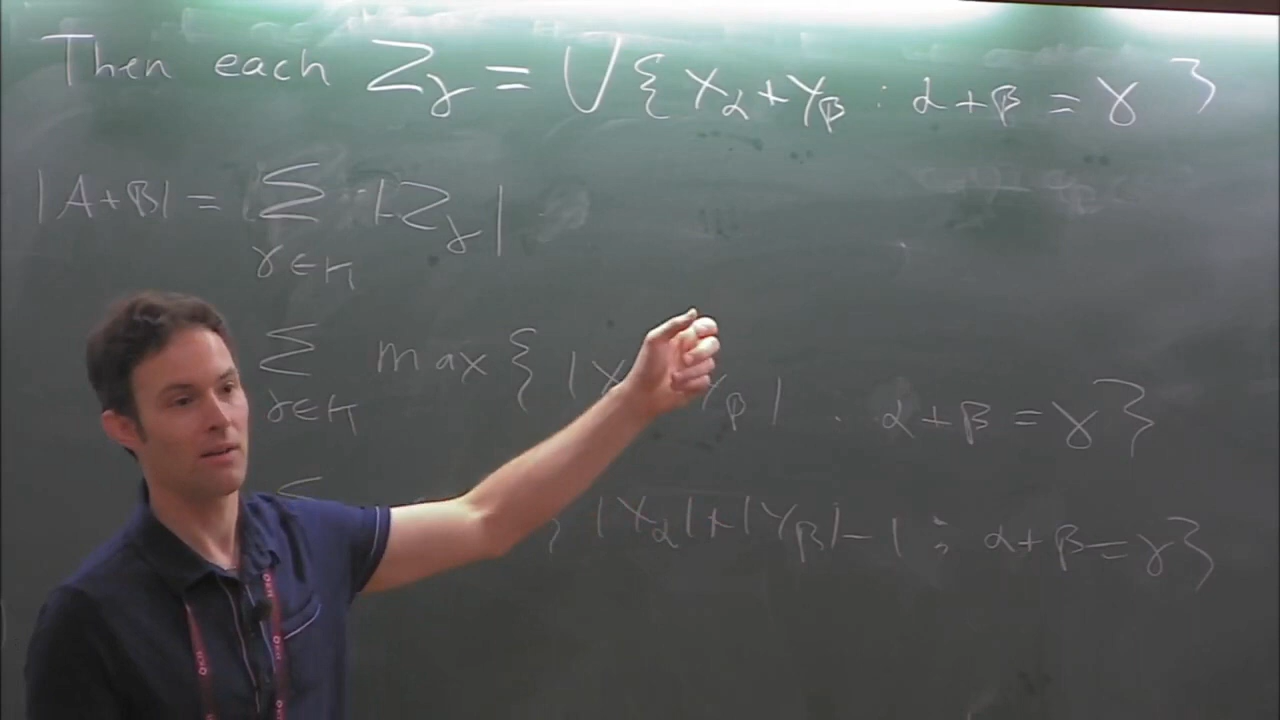 Then each Z_γ = ∪{ X_α + Y_β : α+β = γ }
|A+B| = Σ_{γ∈K} |Z_γ|
Σ_{γ∈K} max { |X Y_β| . α+β = γ }
|X_α|+|Y_β|-1 : α+β=γ }